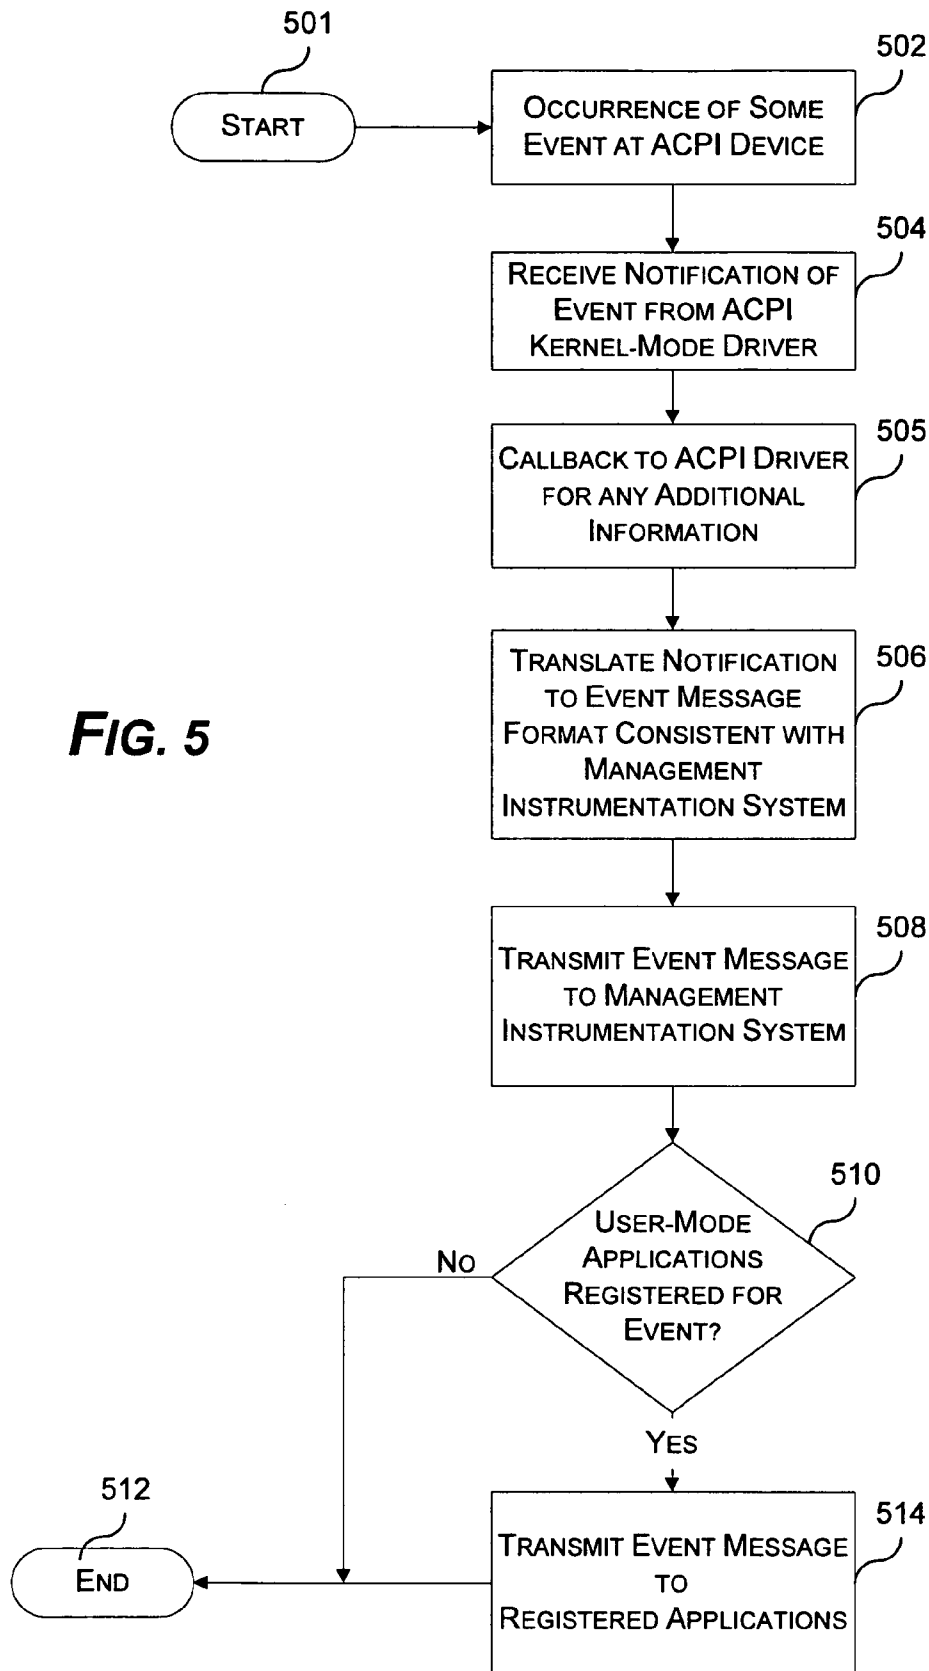 501
START
502
OCCURRENCE OF SOME
EVENT AT ACPI DEVICE
504
RECEIVE NOTIFICATION OF
EVENT FROM ACPI
KERNEL-MODE DRIVER
505
CALLBACK TO ACPI DRIVER
FOR ANY ADDITIONAL
INFORMATION
506
TRANSLATE NOTIFICATION
TO EVENT MESSAGE
FORMAT CONSISTENT WITH
MANAGEMENT
INSTRUMENTATION SYSTEM
FIG. 5
508
TRANSMIT EVENT MESSAGE
TO MANAGEMENT
INSTRUMENTATION SYSTEM
510
USER-MODE
APPLICATIONS
REGISTERED FOR
EVENT?
NO
YES
514
TRANSMIT EVENT MESSAGE
TO
REGISTERED APPLICATIONS
512
END